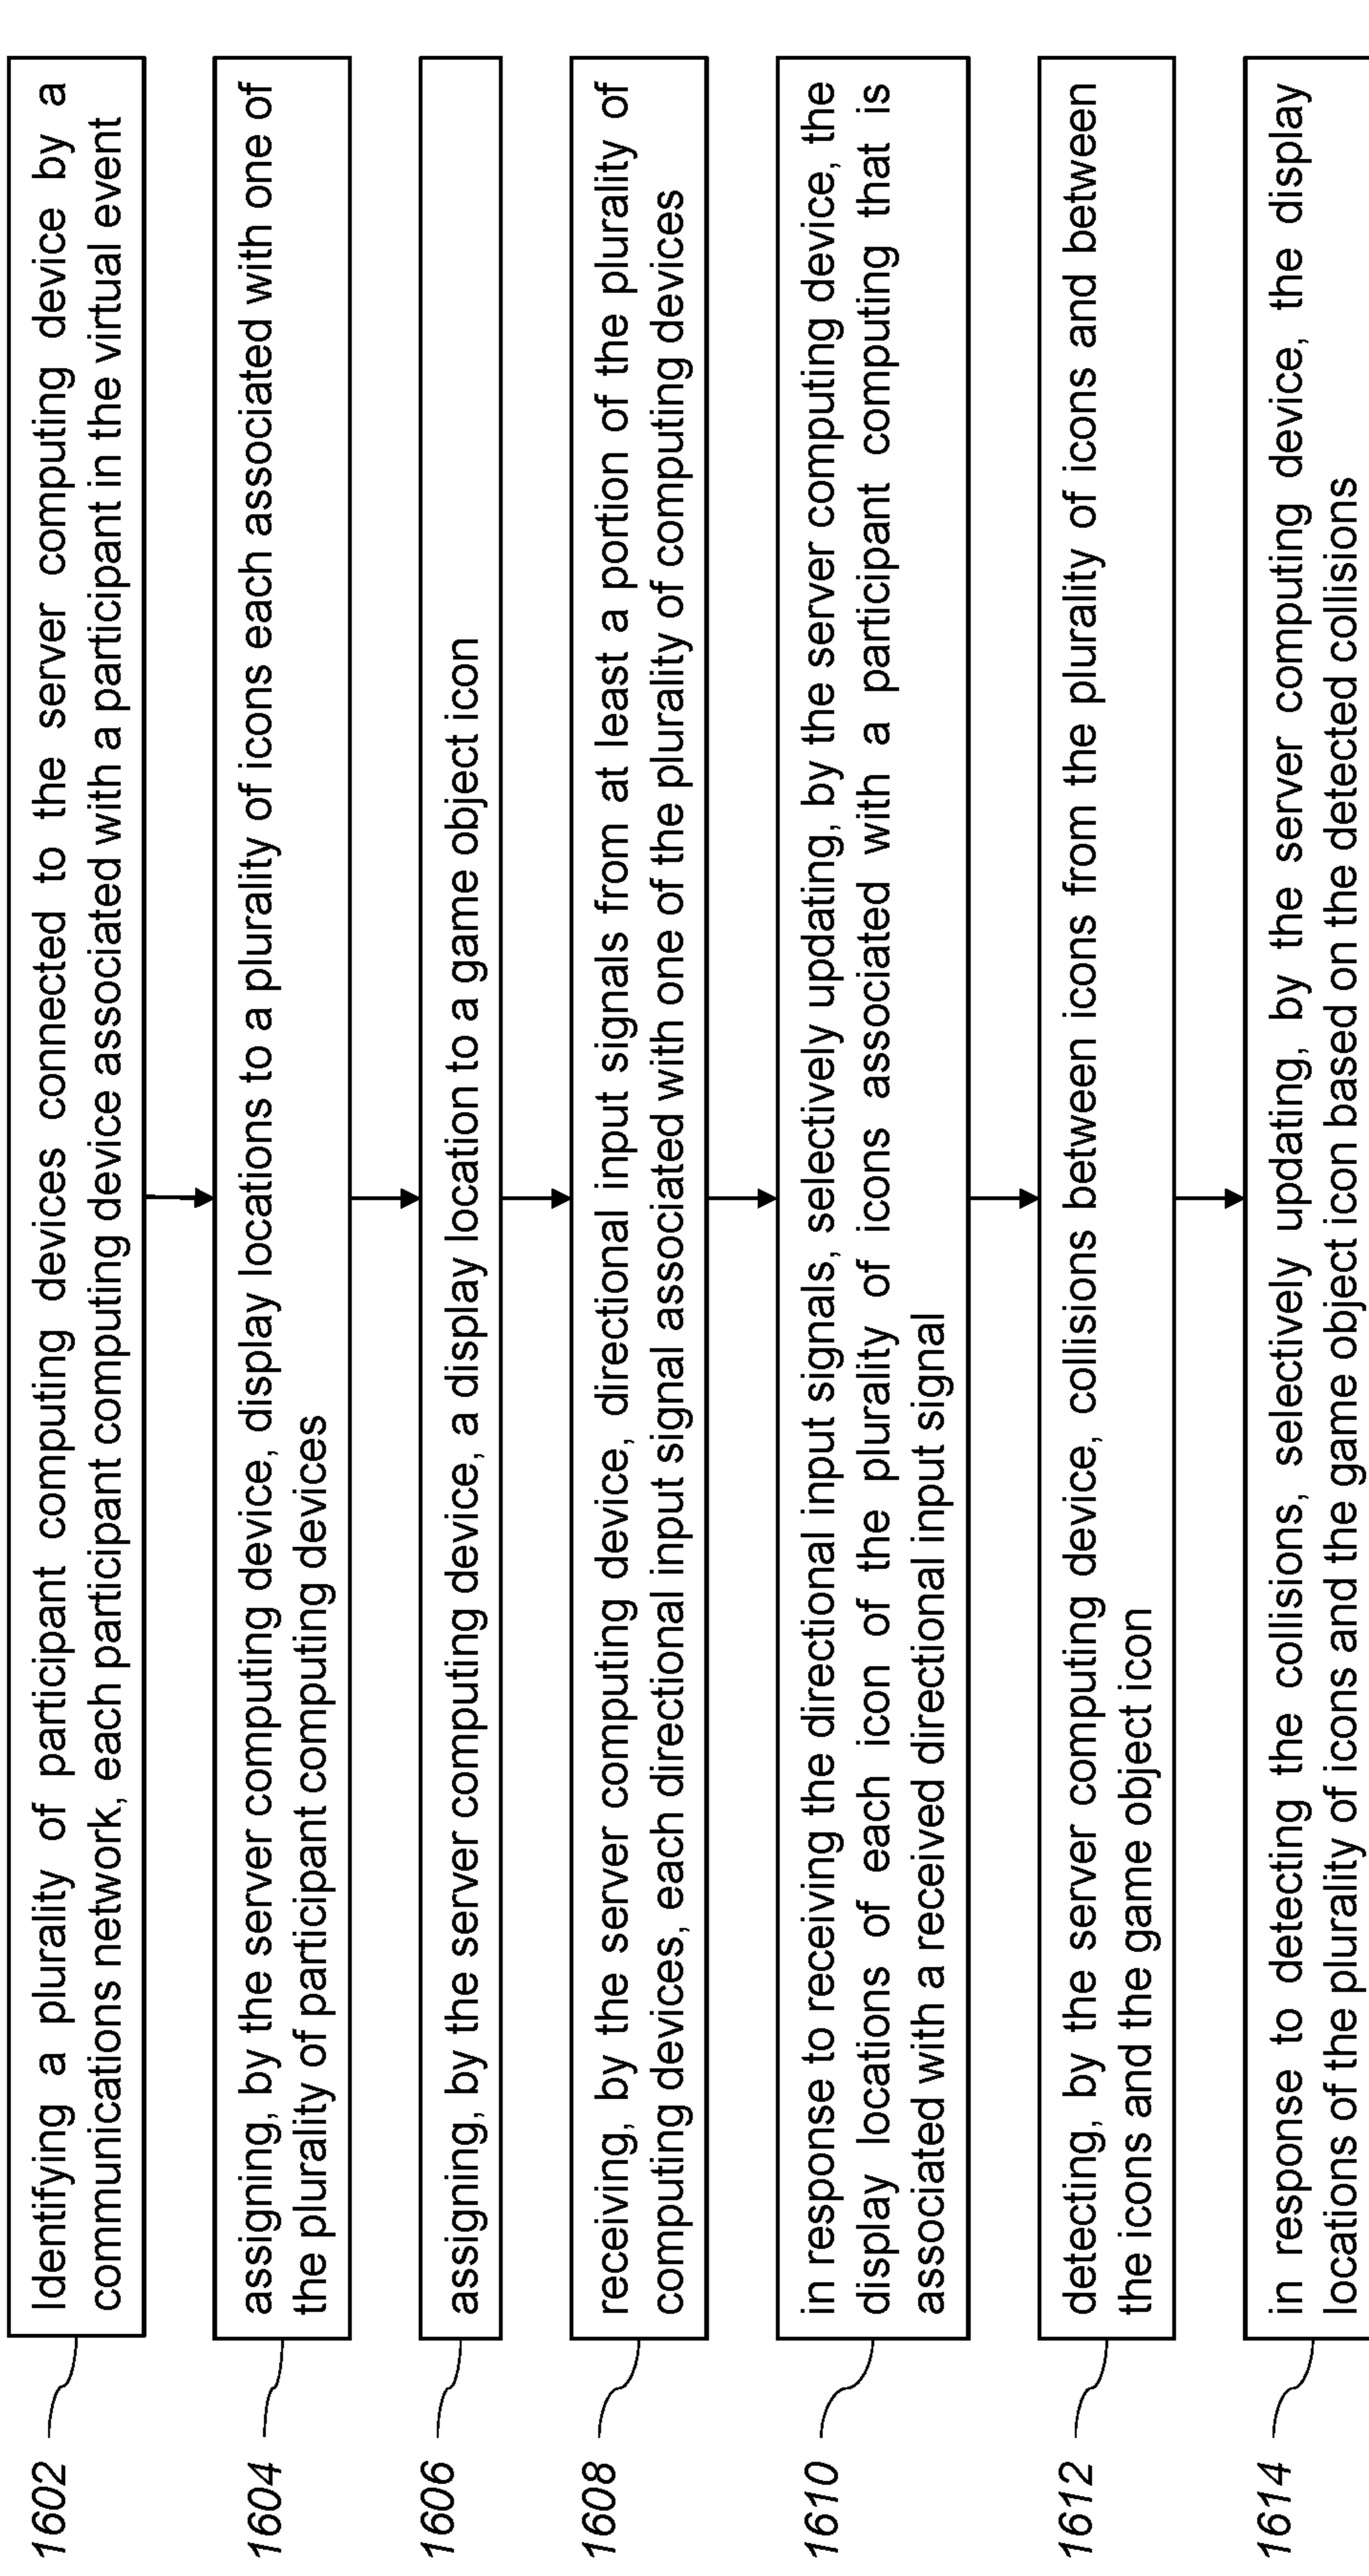 1602
Identifying a plurality of participant computing devices connected to the server computing device by a
communications network, each participant computing device associated with a participant in the virtual event
1604
assigning, by the server computing device, display locations to a plurality of icons each associated with one of
the plurality of participant computing devices
1606
assigning, by the server computing device, a display location to a game object icon
1608
receiving, by the server computing device, directional input signals from at least a portion of the plurality of
computing devices, each directional input signal associated with one of the plurality of computing devices
1610
in response to receiving the directional input signals, selectively updating, by the server computing device, the
display locations of each icon of the plurality of icons associated with a participant computing that is
associated with a received directional input signal
1612
detecting, by the server computing device, collisions between icons from the plurality of icons and between
the icons and the game object icon
1614
in response to detecting the collisions, selectively updating, by the server computing device, the display
locations of the plurality of icons and the game object icon based on the detected collisions